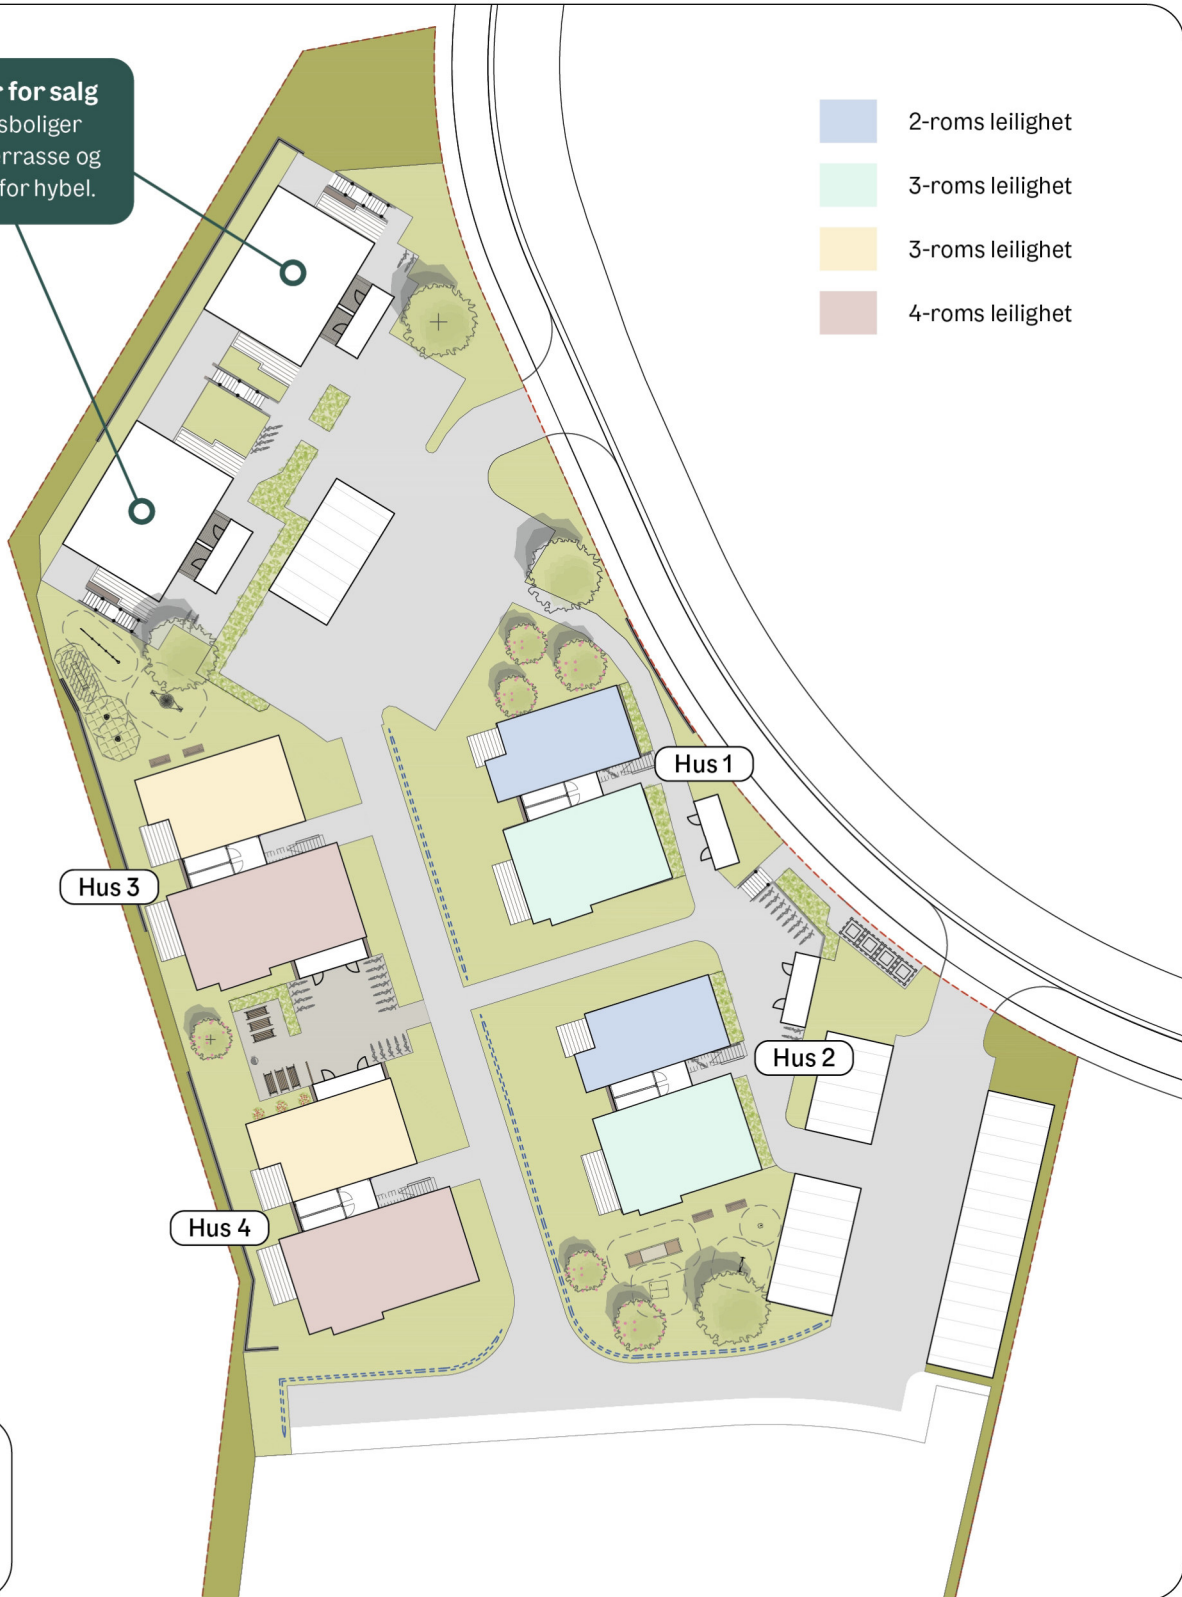 for salg
sboliger
rrasse og
for hybel.
2-roms leilighet
3-roms leilighet
3-roms leilighet
4-roms leilighet
Hus 1
Hus 3
Hus 2
Hus 4